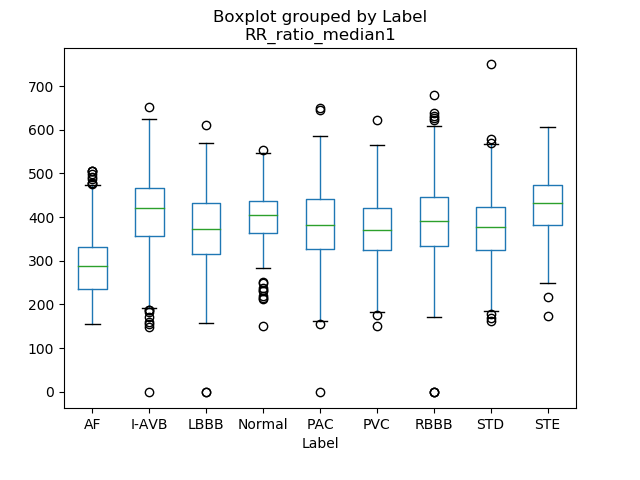 Boxplot grouped by Label
RR_ratio_median1
700
600
500
400
300
200
100
0
AF I-AVB LBBB Normal PAC PVC RBBB STD STE
Label